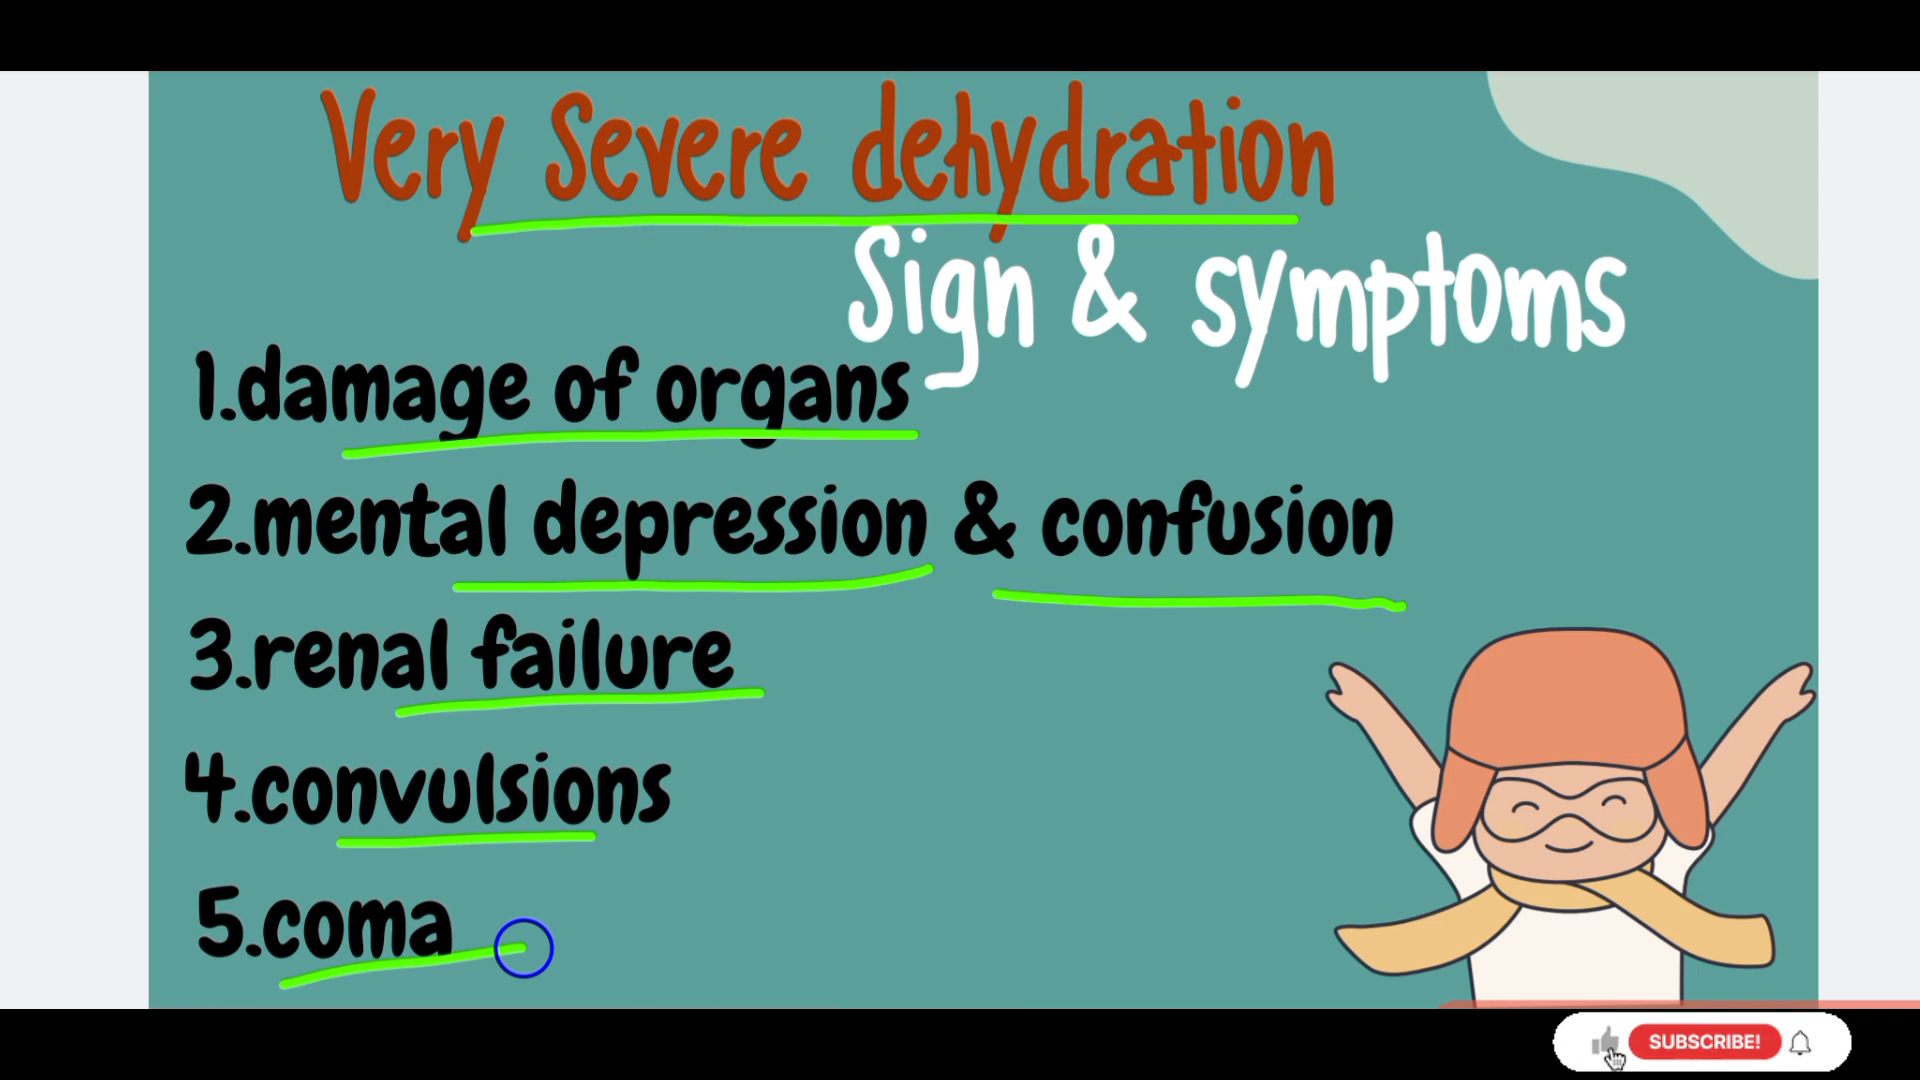 Very Severe dehydration
Sign & symptoms
1.damage of organs
2.mental depression & confusion
3.renal failure
4.convulsions
5.coma
SUBSCRIBE!